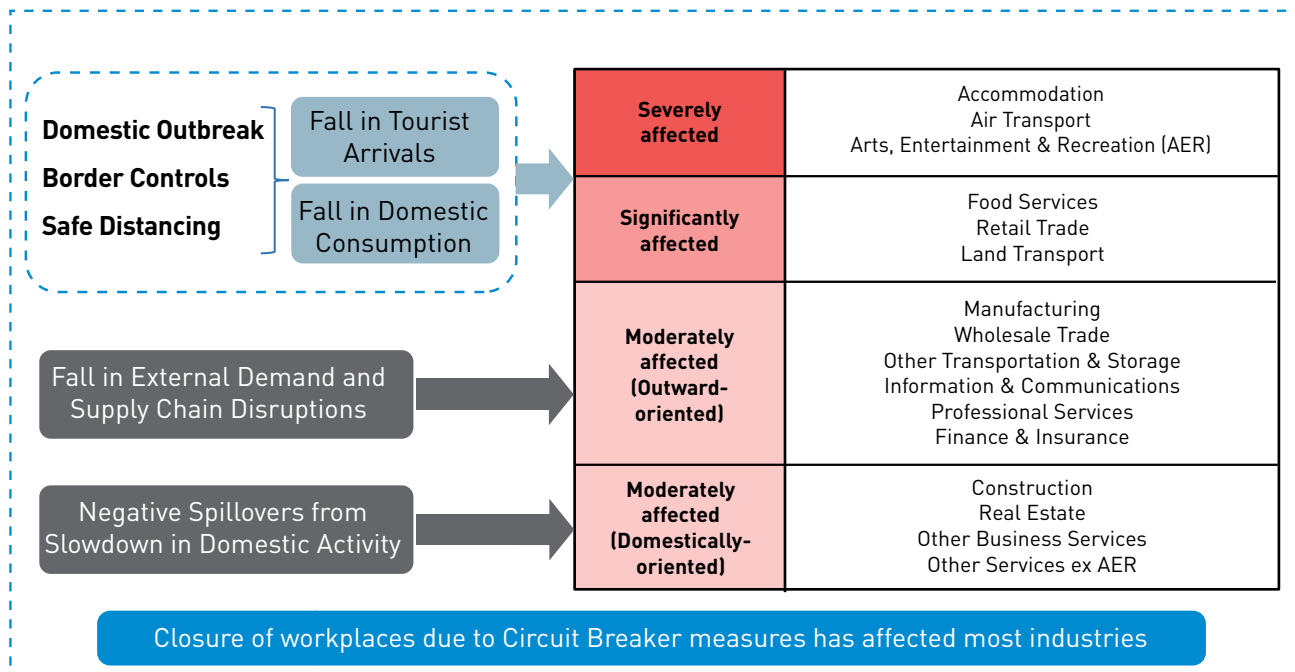 Domestic Outbreak
Border Controls
Safe Distancing
Fall in Tourist
Arrivals
Fall in Domestic
Consumption
Severely
affected
Accommodation
Air Transport
Arts, Entertainment & Recreation (AER)
Significantly
affected
Food Services
Retail Trade
Land Transport
Fall in External Demand and
Supply Chain Disruptions
Moderately
affected
(Outward-
oriented)
Manufacturing
Wholesale Trade
Other Transportation & Storage
Information & Communications
Professional Services
Finance & Insurance
Negative Spillovers from
Slowdown in Domestic Activity
Moderately
affected
(Domestically-
oriented)
Construction
Real Estate
Other Business Services
Other Services ex AER
Closure of workplaces due to Circuit Breaker measures has affected most industries